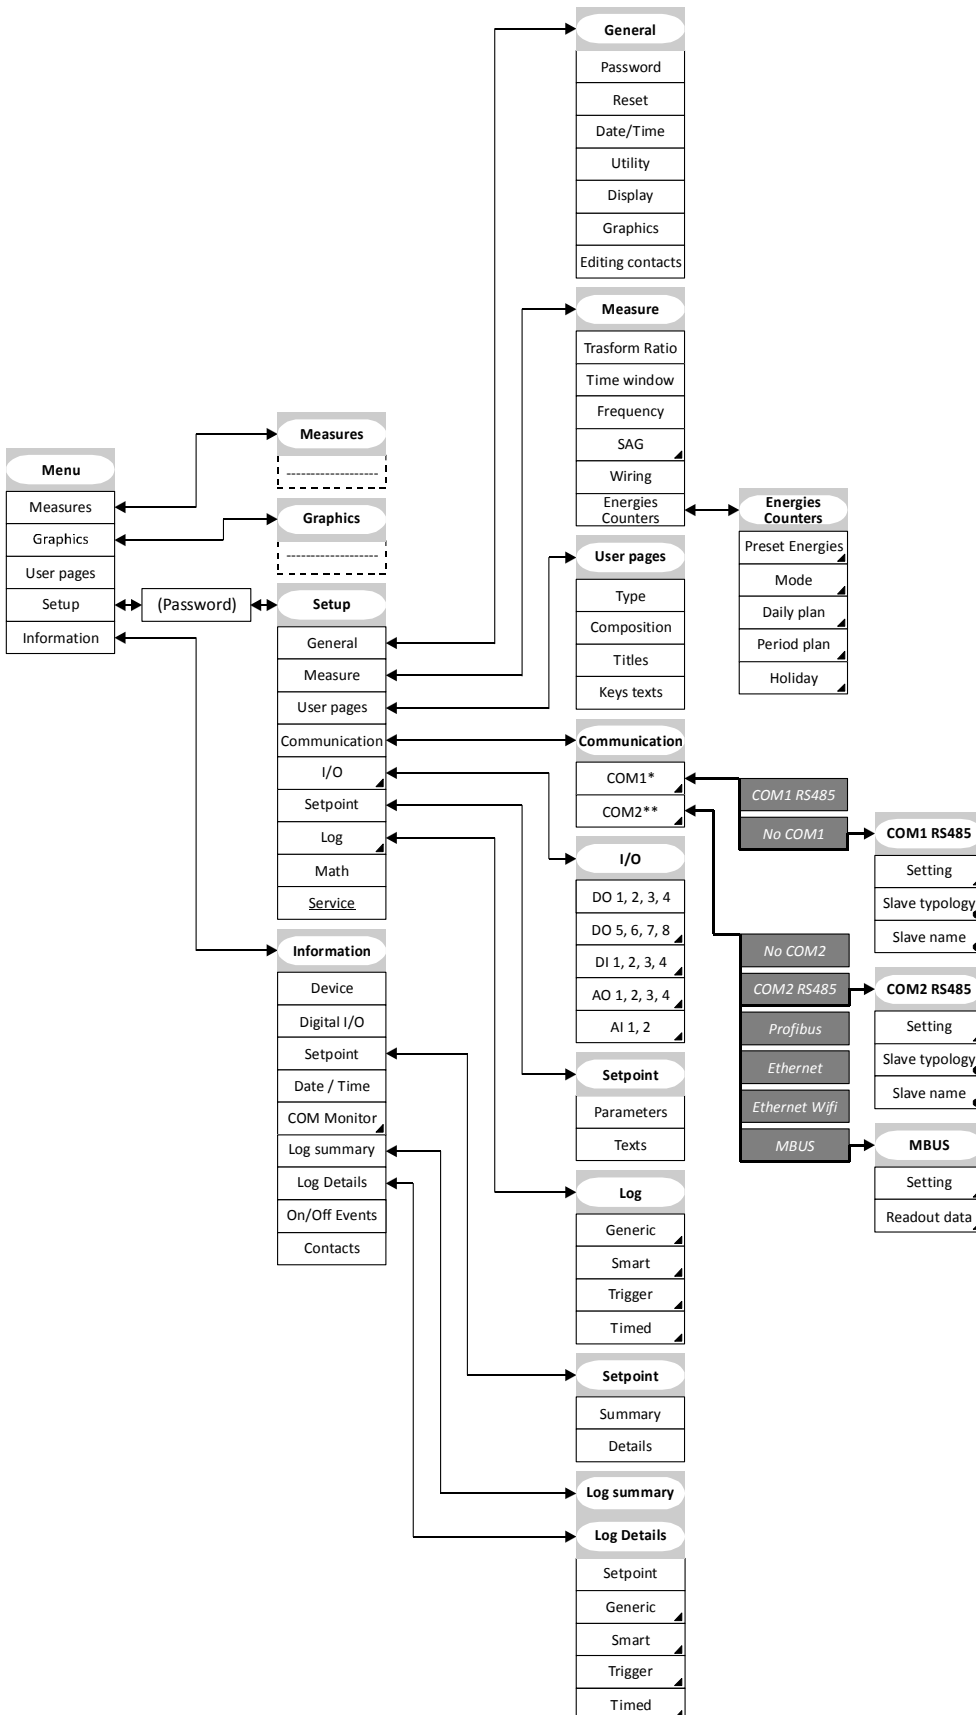 Menu
Measures
Graphics
User pages
Setup
Information
(Password)
Measures
--------------------
Graphics
--------------------
Setup
General
Measure
User pages
Communication
I/O
Setpoint
Log
Math
Service
Information
Device
Digital I/O
Setpoint
Date / Time
COM Monitor
Log summary
Log Details
On/Off Events
Contacts
General
Password
Reset
Date/Time
Utility
Display
Graphics
Editing contacts
Measure
Trasform Ratio
Time window
Frequency
SAG
Wiring
Energies
Counters
User pages
Type
Composition
Titles
Keys texts
Communication
COM1*
COM2**
I/O
DO 1, 2, 3, 4
DO 5, 6, 7, 8
DI 1, 2, 3, 4
AO 1, 2, 3, 4
AI 1, 2
Setpoint
Parameters
Texts
Log
Generic
Smart
Trigger
Timed
Setpoint
Summary
Details
Log summary
Log Details
Setpoint
Generic
Smart
Trigger
Timed
Energies
Counters
Preset Energies
Mode
Daily plan
Period plan
Holiday
COM1 RS485
No COM1
No COM2
COM2 RS485
Profibus
Ethernet
Ethernet Wifi
MBUS
COM1 RS485
Setting
Slave typology
Slave name
COM2 RS485
Setting
Slave typology
Slave name
MBUS
Setting
Readout data